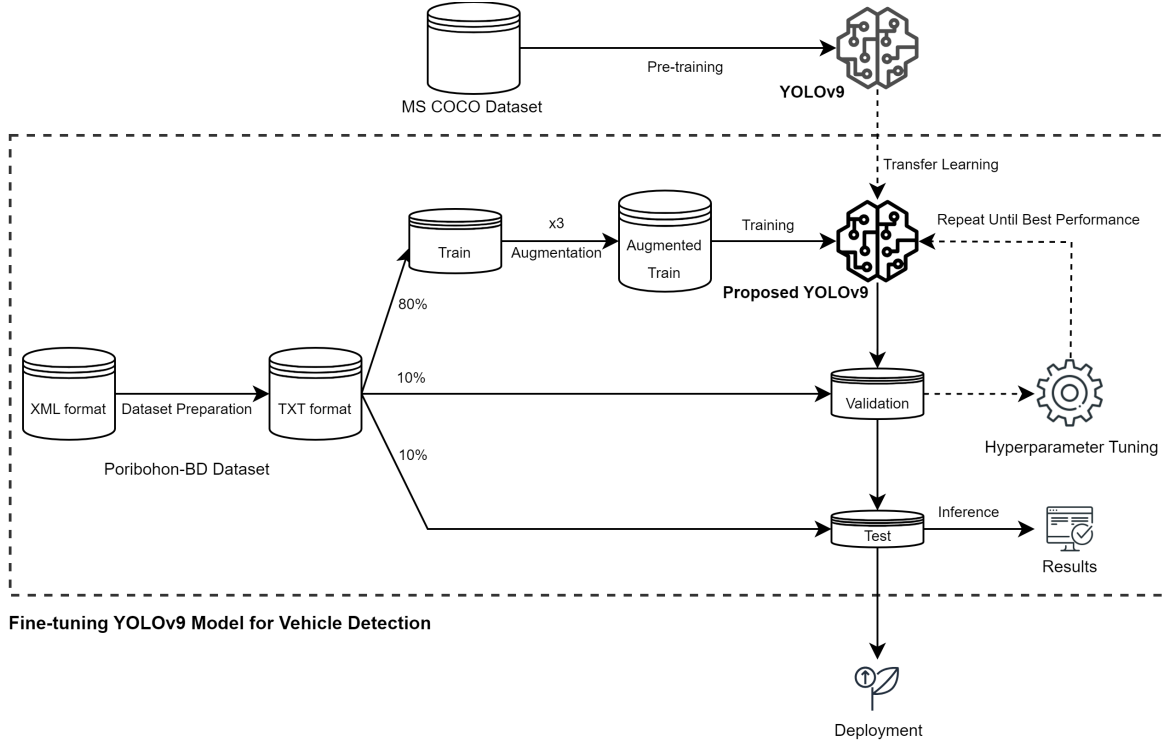 Pre-training
YOLOv9
MS COCO Dataset
Transfer Learning
x3
Augmentation
Train
Augmented
Train
Training
Repeat Until Best Performance
Proposed YOLOv9
80%
10%
XML format
Dataset Preparation
TXT format
Validation
Hyperparameter Tuning
Poribohon-BD Dataset
10%
Inference
Test
Results
Fine-tuning YOLOv9 Model for Vehicle Detection
Deployment